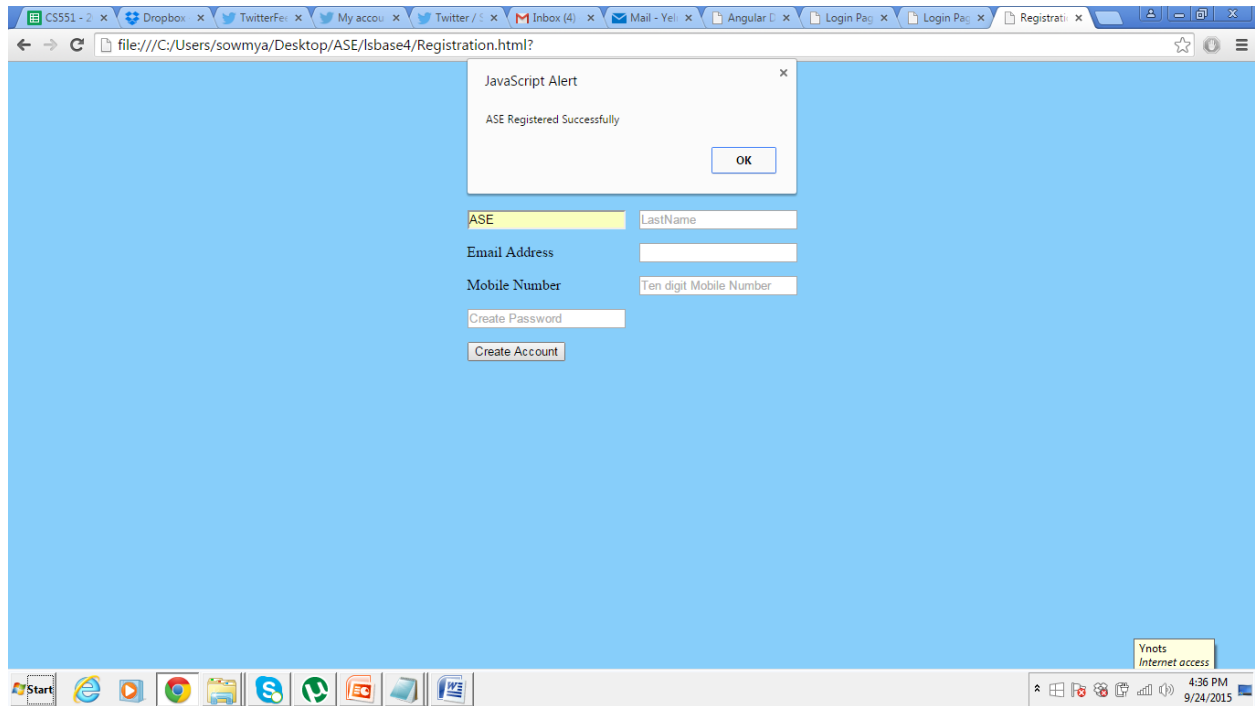 CS551 - 2
Dropbox
TwitterFee
My accou
Twitter / S
Inbox (4)
Mail - Yel
Angular D
Login Pag
Login Pag
Registrati
file:///C:/Users/sowmya/Desktop/ASE/lsbase4/Registration.html?
JavaScript Alert
ASE Registered Successfully
OK
ASE
LastName
Email Address
Mobile Number
Ten digit Mobile Number
Create Password
Create Account
Ynots
Internet access
Start
4:36 PM
9/24/2015